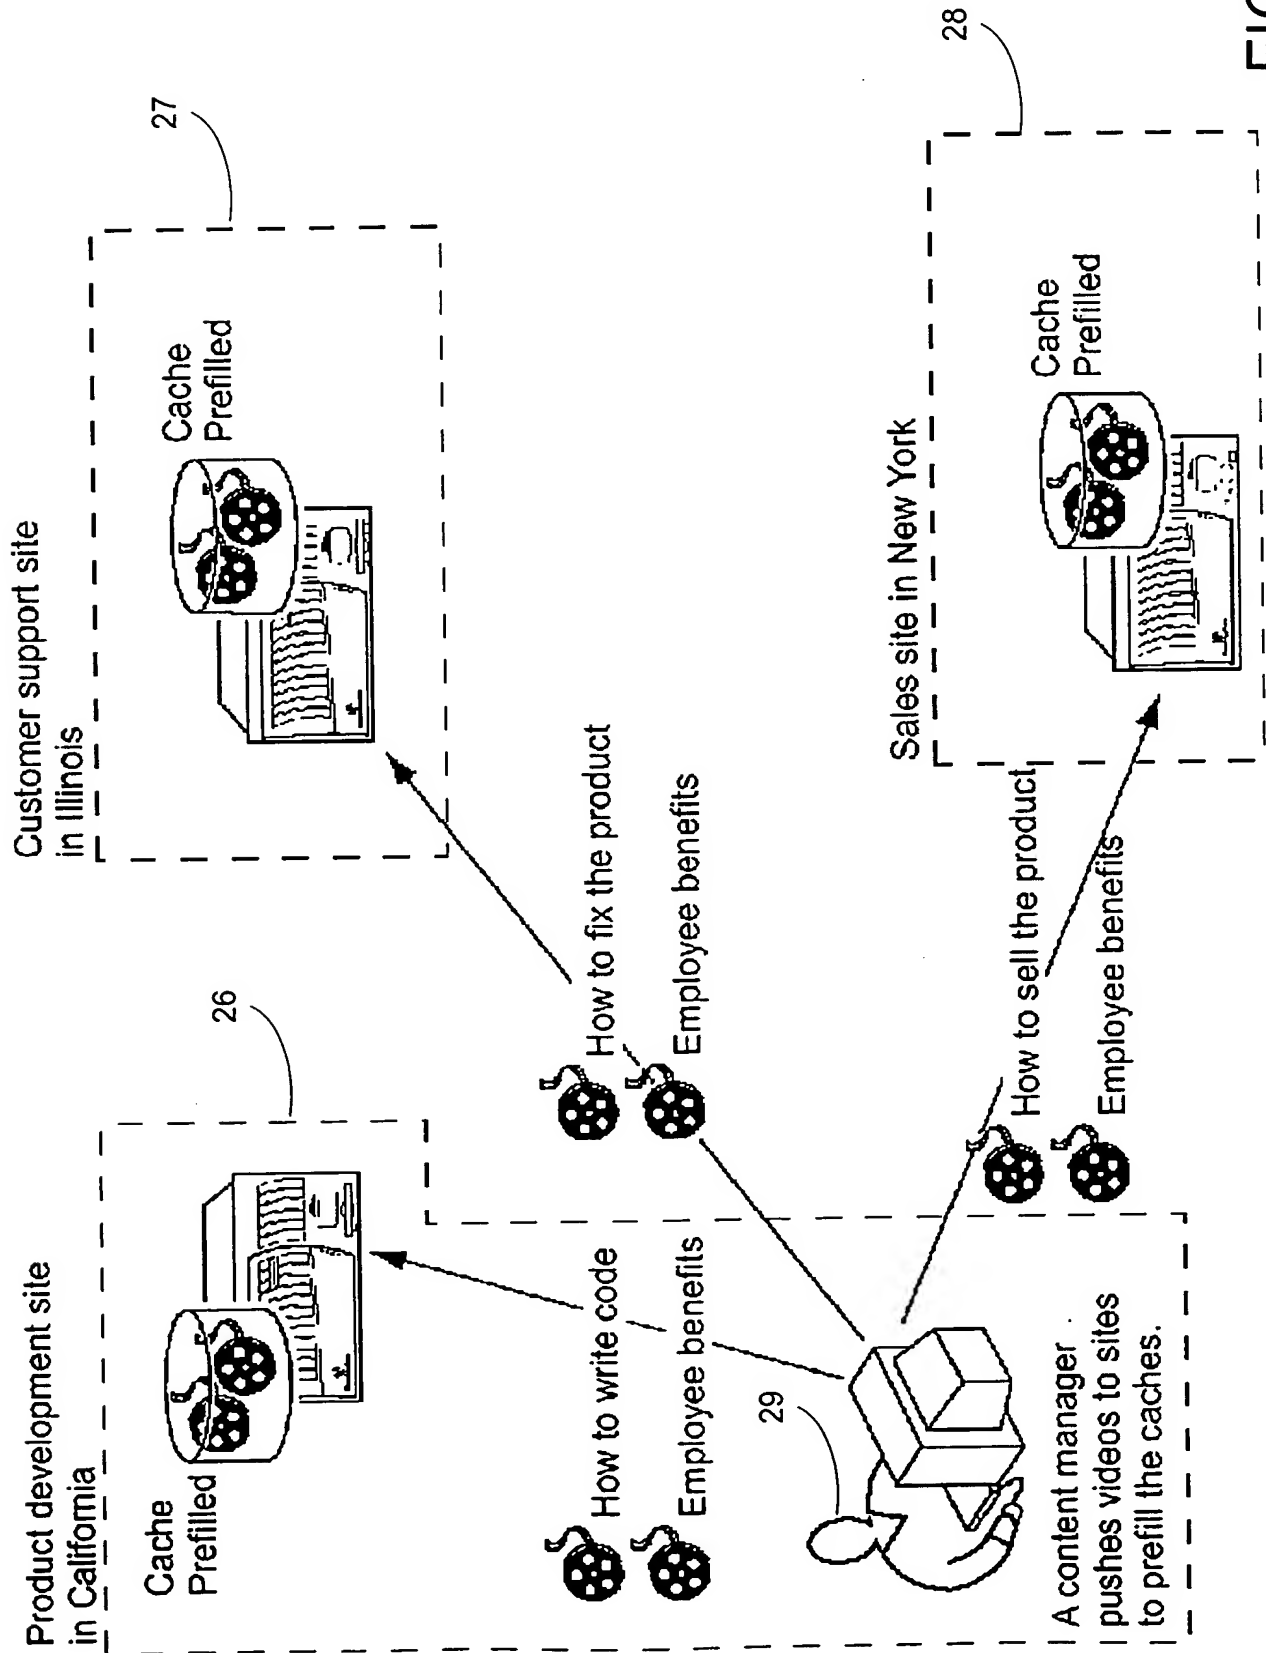 Product development site
in California
Cache
Prefilled
26
How to write code
Employee benefits
29
A content manager
pushes videos to sites
to prefill the caches.
Customer support site
in Illinois
Cache
Prefilled
27
How to fix the product
Employee benefits
Sales site in New York
Cache
Prefilled
28
How to sell the product
Employee benefits